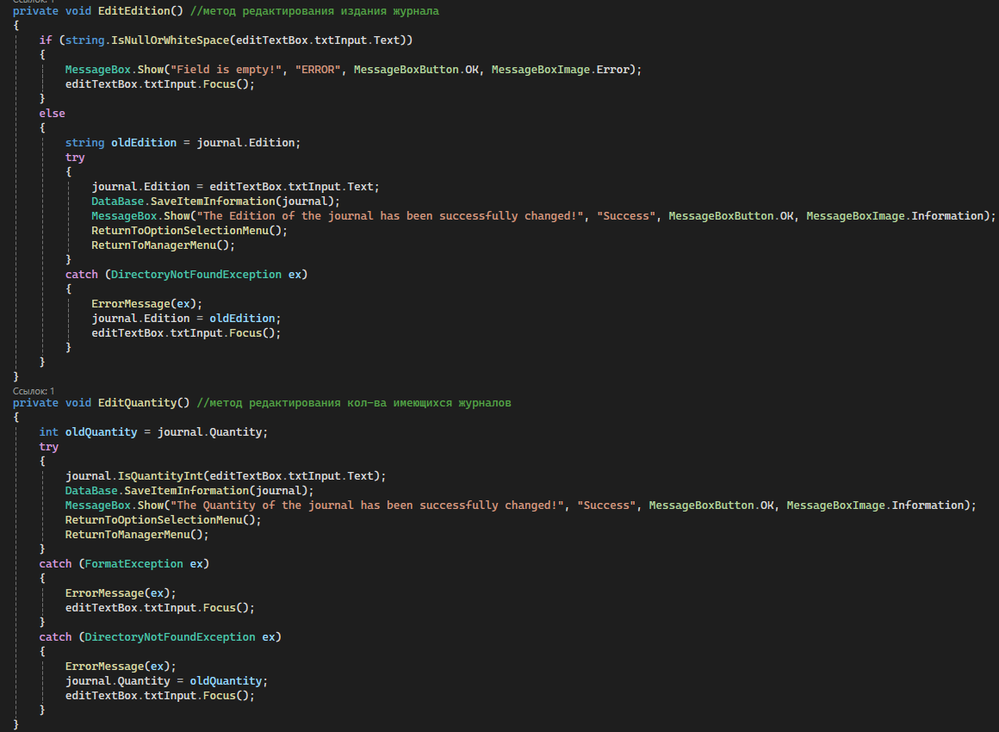 Ссылок: 1
private void EditEdition() //метод редактирования издания журнала
{
if (string.IsNullOrWhiteSpace(editTextBox.txtInput.Text))
{
MessageBox.Show("Field is empty!", "ERROR", MessageBoxButton.OK, MessageBoxImage.Error);
editTextBox.txtInput.Focus();
}
else
{
string oldEdition = journal.Edition;
try
{
journal.Edition = editTextBox.txtInput.Text;
DataBase.SaveItemInformation(journal);
MessageBox.Show("The Edition of the journal has been successfully changed!", "Success", MessageBoxButton.OK, MessageBoxImage.Information);
ReturnToOptionSelectionMenu();
ReturnToManagerMenu();
}
catch (DirectoryNotFoundException ex)
{
ErrorMessage(ex);
journal.Edition = oldEdition;
editTextBox.txtInput.Focus();
}
}
}
Ссылок: 1
private void EditQuantity() //метод редактирования кол-ва имеющихся журналов
{
int oldQuantity = journal.Quantity;
try
{
journal.IsQuantityInt(editTextBox.txtInput.Text);
DataBase.SaveItemInformation(journal);
MessageBox.Show("The Quantity of the journal has been successfully changed!", "Success", MessageBoxButton.OK, MessageBoxImage.Information);
ReturnToOptionSelectionMenu();
ReturnToManagerMenu();
}
catch (FormatException ex)
{
ErrorMessage(ex);
editTextBox.txtInput.Focus();
}
catch (DirectoryNotFoundException ex)
{
ErrorMessage(ex);
journal.Quantity = oldQuantity;
editTextBox.txtInput.Focus();
}
}